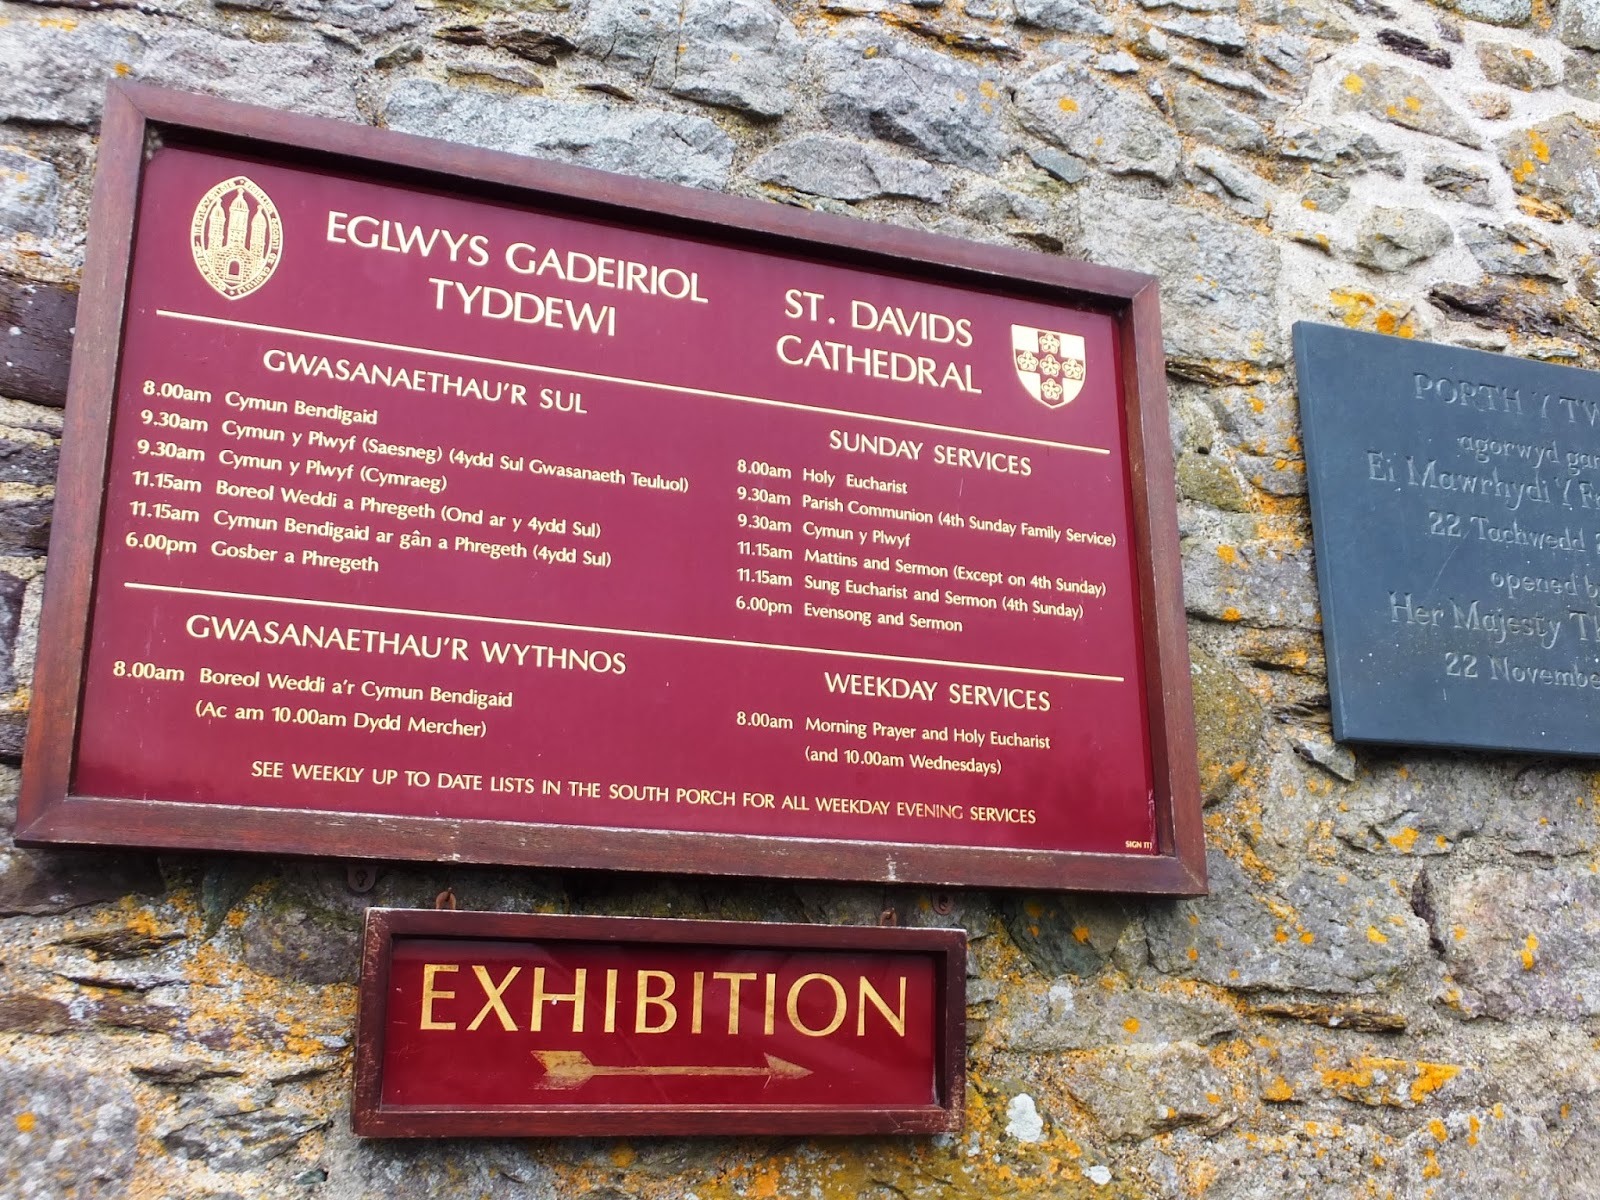 EGLWYS GADEIRIOL
TYDDEWI
ST. DAVIDS
CATHEDRAL
GWASANAETHAU'R SUL
8.00am Cymun Bendigaid
9.30am Cymun y Plwyf (Saesneg) (4ydd Sul Gwasanaeth Teuluol)
9.30am Cymun y Plwyf (Cymraeg)
11.15am Boreol Weddi a Phregeth (Ond ar y 4ydd Sul)
11.15am Cymun Bendigaid ar gân a Phregeth (4ydd Sul)
6.00pm Gosber a Phregeth
SUNDAY SERVICES
8.00am Holy Eucharist
9.30am Parish Communion (4th Sunday Family Service)
9.30am Cymun y Plwyf
11.15am Mattins and Sermon (Except on 4th Sunday)
11.15am Sung Eucharist and Sermon (4th Sunday)
6.00pm Evensong and Sermon
GWASANAETHAU'R WYTHNOS
8.00am Boreol Weddi a'r Cymun Bendigaid
(Ac am 10.00am Dydd Mercher)
WEEKDAY SERVICES
8.00am Morning Prayer and Holy Eucharist
(and 10.00am Wednesdays)
SEE WEEKLY UP TO DATE LISTS IN THE SOUTH PORCH FOR ALL WEEKDAY EVENING SERVICES
SIGN IT!
EXHIBITION
PORTH Y TW
agorwyd gan
Ei Mawrhydi Y Fr
22 Tachwedd
opened b
Her Majesty Th
22 Novembe